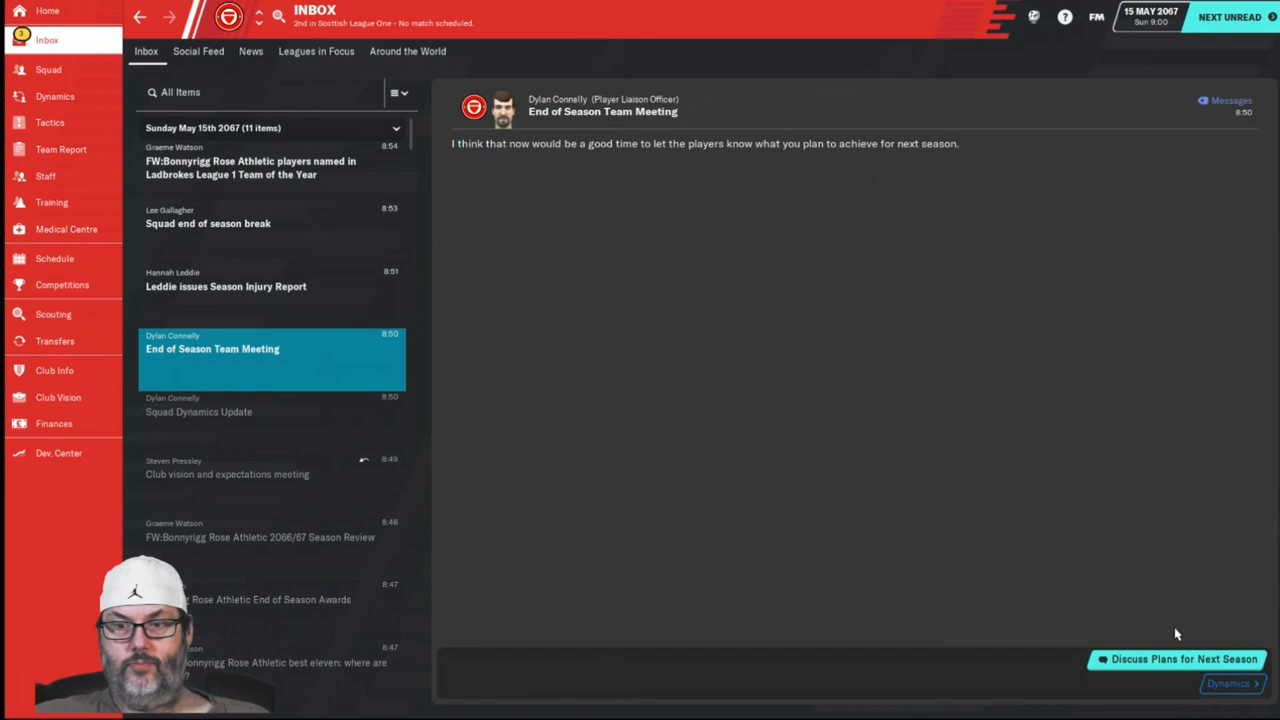 Home
Inbox
3
Squad
Dynamics
Tactics
Team Report
Staff
Training
Medical Centre
Schedule
Competitions
Scouting
Transfers
Club Info
Club Vision
Finances
Dev. Center
INBOX
2nd in Scottish League One - No match scheduled.
FM
15 MAY 2067
Sun 9:00
NEXT UNREAD
Inbox
Social Feed
News
Leagues in Focus
Around the World
All Items
Sunday May 15th 2067 (11 items)
Graeme Watson 8:54
FW:Bonnyrigg Rose Athletic players named in
Ladbrokes League 1 Team of the Year
Lee Gallagher 8:53
Squad end of season break
Hannah Leddie 8:51
Leddie issues Season Injury Report
Dylan Connelly 8:50
End of Season Team Meeting
Dylan Connelly 8:50
Squad Dynamics Update
Steven Pressley 8:49
Club vision and expectations meeting
Graeme Watson 8:48
FW:Bonnyrigg Rose Athletic 2066/67 Season Review
8:47
Rose Athletic End of Season Awards
8:47
onnyrigg Rose Athletic best eleven: where are
?
Dylan Connelly (Player Liaison Officer)
End of Season Team Meeting
Messages
8:50
I think that now would be a good time to let the players know what you plan to achieve for next season.
Discuss Plans for Next Season
Dynamics >